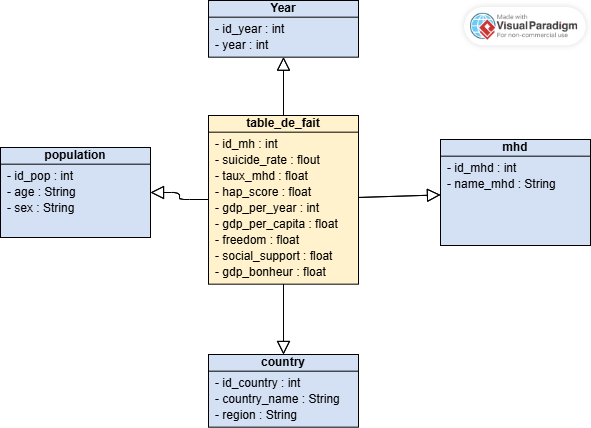 Year
- id_year : int
- year : int
Made with
Visual Paradigm
For non-commercial use
table_de_fait
- id_mh : int
- suicide_rate : flout
- taux_mhd : float
- hap_score : float
- gdp_per_year : int
- gdp_per_capita : float
- freedom : float
- social_support : float
- gdp_bonheur : float
population
- id_pop : int
- age : String
- sex : String
mhd
- id_mhd : int
- name_mhd : String
country
- id_country : int
- country_name : String
- region : String